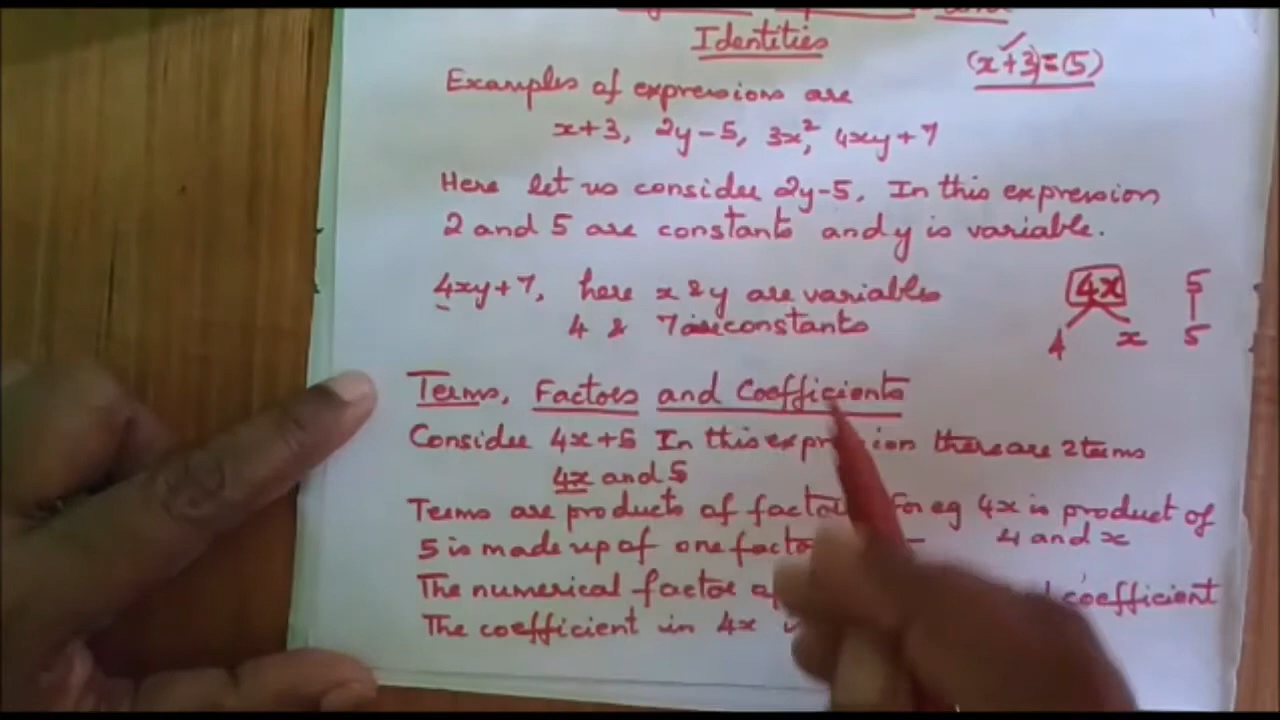 Identities
(x+3)=(5)
Examples of expressions are
x+3, 2y-5, 3x², 4xy+7
Here let us consider 2y-5, In this expression
2 and 5 are constants and y is variable.
4xy+7, here x & y are variables
4 & 7 are constants
4x 5
4 x 5
Terms, Factors and Coefficients
Consider 4x+5 In this expression there are 2 terms
4x and 5
Terms are products of factors For eg 4x is product of
4 and x
5 is made up of one factor
The numerical factor of coefficient
The coefficient in 4x